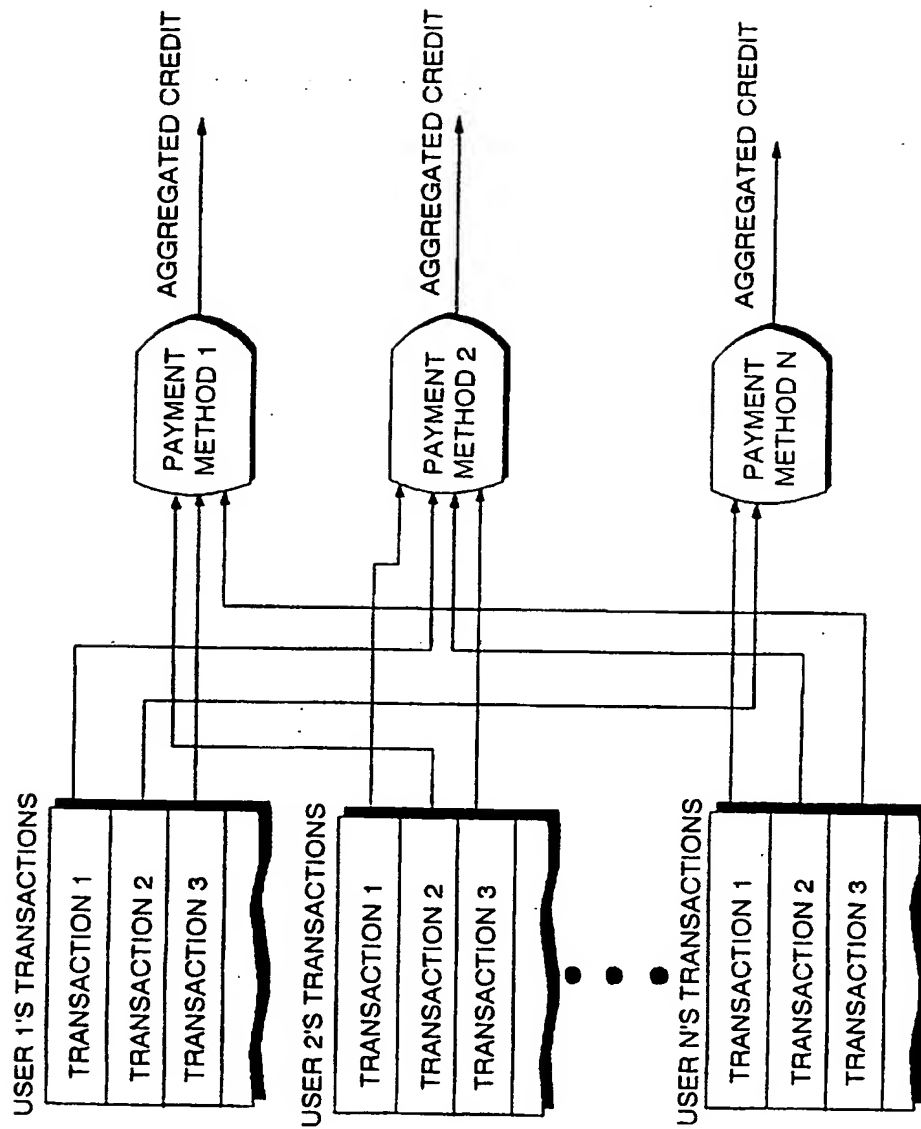 USER 1'S TRANSACTIONS
TRANSACTION 1
TRANSACTION 2
TRANSACTION 3
USER 2'S TRANSACTIONS
TRANSACTION 1
TRANSACTION 2
TRANSACTION 3
USER N'S TRANSACTIONS
TRANSACTION 1
TRANSACTION 2
TRANSACTION 3
PAYMENT
METHOD 1
AGGREGATED CREDIT
PAYMENT
METHOD 2
AGGREGATED CREDIT
PAYMENT
METHOD N
AGGREGATED CREDIT